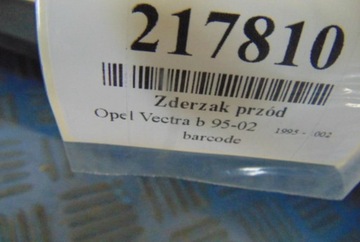 217810
Zderzak przód
Opel Vectra b 95-02 1995 - 002
barcode